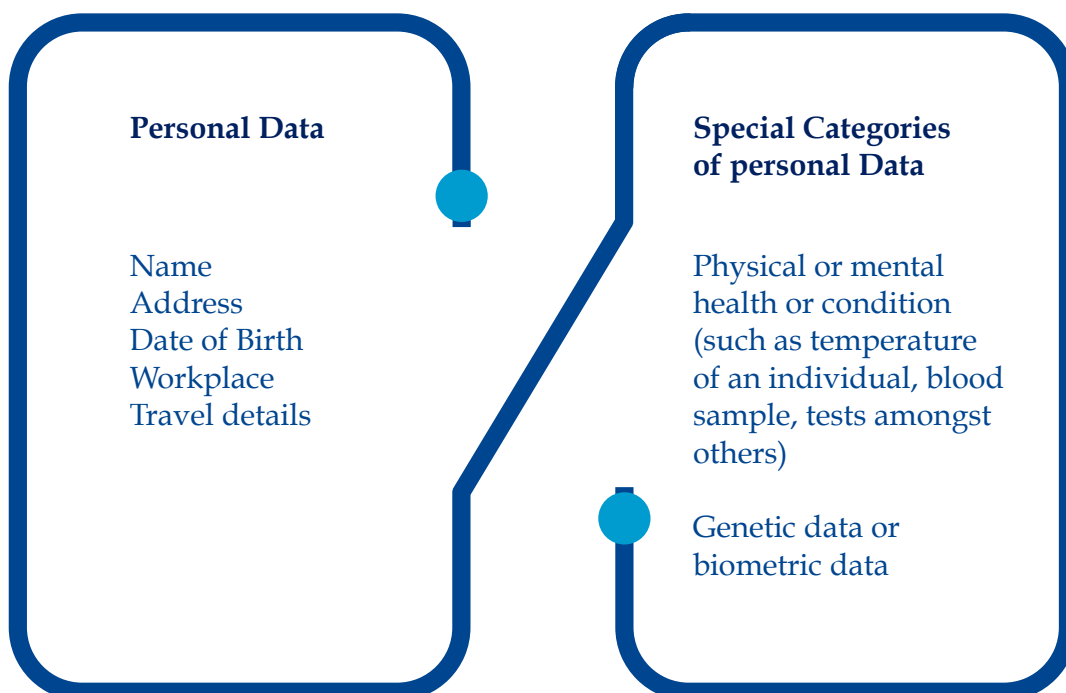 Personal Data
Name
Address
Date of Birth
Workplace
Travel details
Special Categories
of personal Data
Physical or mental
health or condition
(such as temperature
of an individual, blood
sample, tests amongst
others)
Genetic data or
biometric data